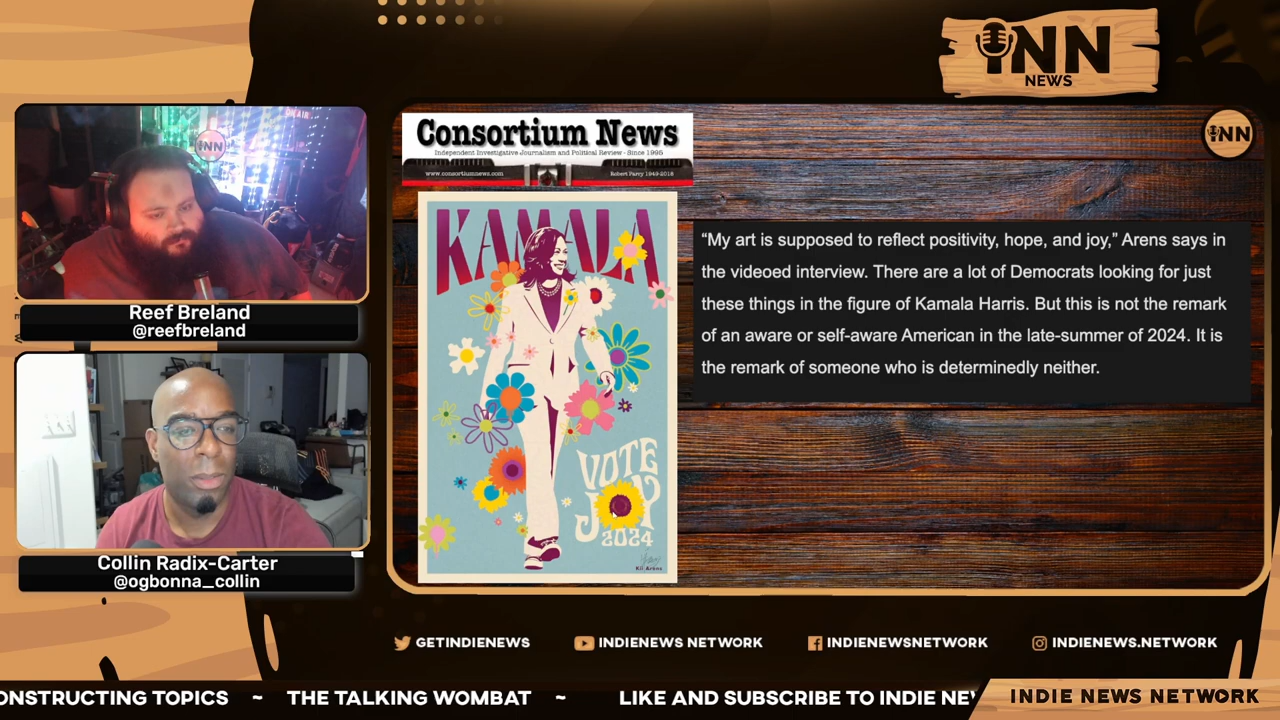 INN
NEWS
INN
Consortium News
Independent Investigative Journalism and Political Review - Since 1995
www.consortiumnews.com
Robert Parry 1949-2018
INN
KAMALA
“My art is supposed to reflect positivity, hope, and joy,” Arens says in
the videoed interview. There are a lot of Democrats looking for just
these things in the figure of Kamala Harris. But this is not the remark
of an aware or self-aware American in the late-summer of 2024. It is
the remark of someone who is determinedly neither.
Reef Breland
@reefbreland
VOTE
JOY
2024
Kii Arens
Collin Radix-Carter
@ogbonna_collin
GETINDIENEWS
INDIENEWS NETWORK
INDIENEWSNETWORK
INDIENEWS.NETWORK
ONSTRUCTING TOPICS ~ THE TALKING WOMBAT ~ LIKE AND SUBSCRIBE TO INDIE NEW
INDIE NEWS NETWORK